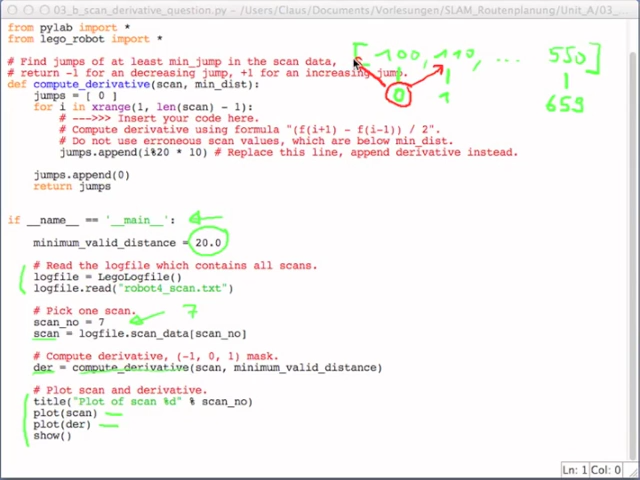 03_b_scan_derivative_question.py - /Users/Claus/Documents/Vorlesungen/SLAM_Routenplanung/Unit_A/03_
from pylab import *
from lego_robot import *
[ 100, 110, ... 550 ]
# Find jumps of at least min_jump in the scan data,
# return -1 for an decreasing jump, +1 for an increasing jump.
def compute_derivative(scan, min_dist):
0 1 659
jumps = [ 0 ]
for i in xrange(1, len(scan) - 1):
# --->>> Insert your code here.
# Compute derivative using formula "(f(i+1) - f(i-1)) / 2".
# Do not use erroneous scan values, which are below min_dist.
jumps.append(i%20 * 10) # Replace this line, append derivative instead.
jumps.append(0)
return jumps
if __name__ == '__main__':
minimum_valid_distance = 20.0
# Read the logfile which contains all scans.
logfile = LegoLogfile()
logfile.read("robot4_scan.txt")
# Pick one scan.
7
scan_no = 7
scan = logfile.scan_data[scan_no]
# Compute derivative, (-1, 0, 1) mask.
der = compute_derivative(scan, minimum_valid_distance)
# Plot scan and derivative.
title("Plot of scan %d" % scan_no)
plot(scan)
plot(der)
show()
Ln: 1 Col: 0